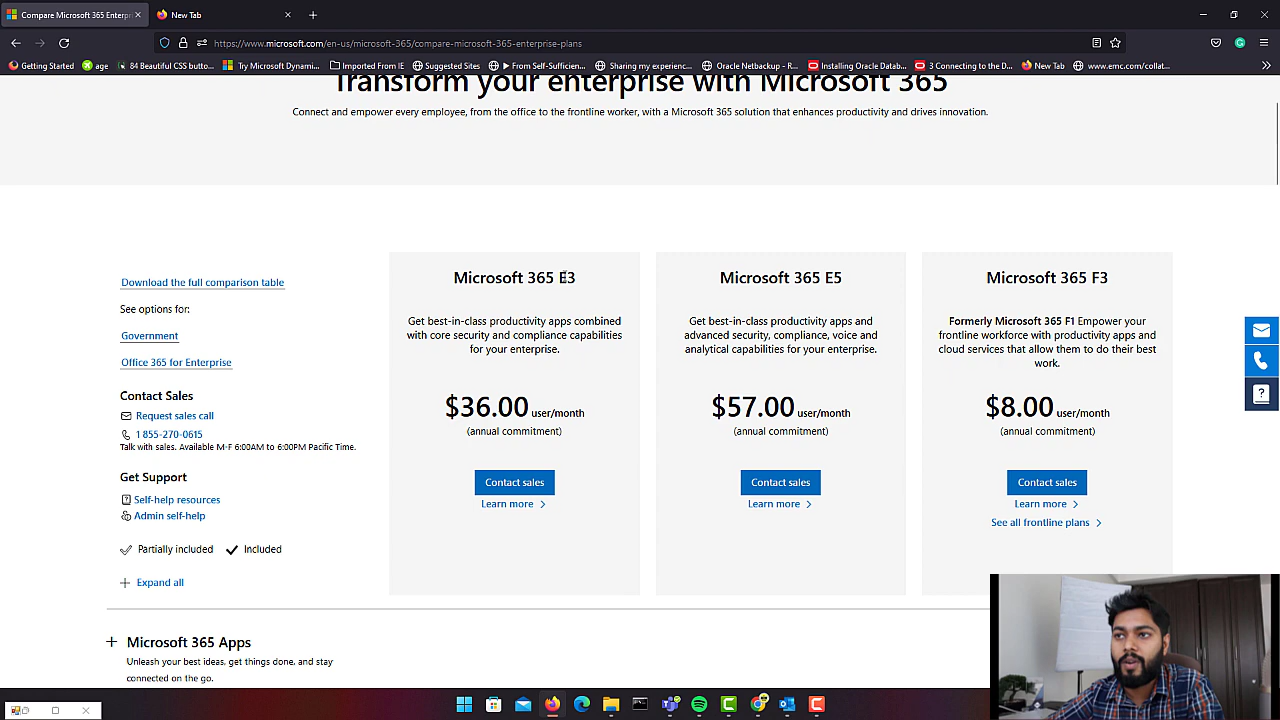 Compare Microsoft 365 Enterp
New Tab
https://www.microsoft.com/en-us/microsoft-365/compare-microsoft-365-enterprise-plans
Getting Started
age
84 Beautiful CSS butto...
Try Microsoft Dynami...
Imported From IE
Suggested Sites
From Self-Sufficien...
Sharing my experienc...
Oracle Netbackup - R...
Installing Oracle Datab...
3 Connecting to the D...
New Tab
www.emc.com/collat...
Transform your enterprise with Microsoft 365
Connect and empower every employee, from the office to the frontline worker, with a Microsoft 365 solution that enhances productivity and drives innovation.
Download the full comparison table
See options for:
Government
Office 365 for Enterprise
Contact Sales
Request sales call
1 855-270-0615
Talk with sales. Available M-F 6:00AM to 6:00PM Pacific Time.
Get Support
Self-help resources
Admin self-help
Partially included
Included
Expand all
Microsoft 365 E3
Get best-in-class productivity apps combined
with core security and compliance capabilities
for your enterprise.
$36.00 user/month
(annual commitment)
Contact sales
Learn more
Microsoft 365 E5
Get best-in-class productivity apps and
advanced security, compliance, voice and
analytical capabilities for your enterprise.
$57.00 user/month
(annual commitment)
Contact sales
Learn more
Microsoft 365 F3
Formerly Microsoft 365 F1 Empower your
frontline workforce with productivity apps and
cloud services that allow them to do their best
work.
$8.00 user/month
(annual commitment)
Contact sales
Learn more
See all frontline plans
Microsoft 365 Apps
Unleash your best ideas, get things done, and stay
connected on the go.